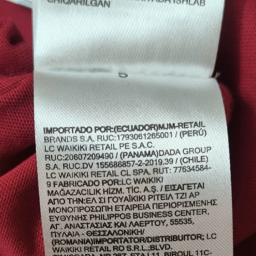 CHIQARILGAN
IMPORTADO POR:(ECUADOR)MJM-RETAIL
BRANDS S.A, RUC:1793061265001 / (PERÚ)
LC WAIKIKI RETAIL PE S.A.C.
RUC:20607209490 / (PANAMA)DADA GROUP
S.A, RUC.DV 155686857-2-2019.39 / (CHILE)
LC WAIKIKI RETAIL CL SPA, RUT: 77634584-
9 FABRICADO POR:LC WAIKIKI
MAĞAZACILIK HİZM. TİC. A.Ş. / ΕΙΣΑΓΕΤΑΙ
ΑΠΟ ΤΗΝ:ΕΛ ΣΙ ΓΟΥΑΪΚΙΚΙ ΡΙΤΕΙΛ ΤΖΙ ΑΡ
ΜΟΝΟΠΡΟΣΩΠΗ ΕΤΑΙΡΕΙΑ ΠΕΡΙΟΡΙΣΜΕΝΗΣ
ΕΥΘΥΝΗΣ PHILIPPOS BUSINESS CENTER,
ΑΓ. ΑΝΑΣΤΑΣΙΑΣ ΚΑΙ ΛΑΕΡΤΟΥ, 55535,
ΠΥΛΑΙΑ - ΘΕΣΣΑΛΟΝΙΚΗ/
(ROMANIA)IMPORTATOR/DISTRIBUITOR; LC
WAIKIKI RETAIL RO S.R.L.,BLVD.